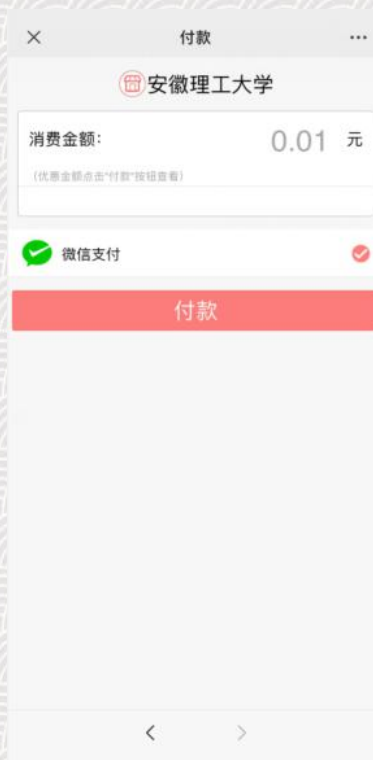 付款
安徽理工大学
消费金额: 0.01 元
(优惠金额点击"付款"按钮查看)
微信支付
付款